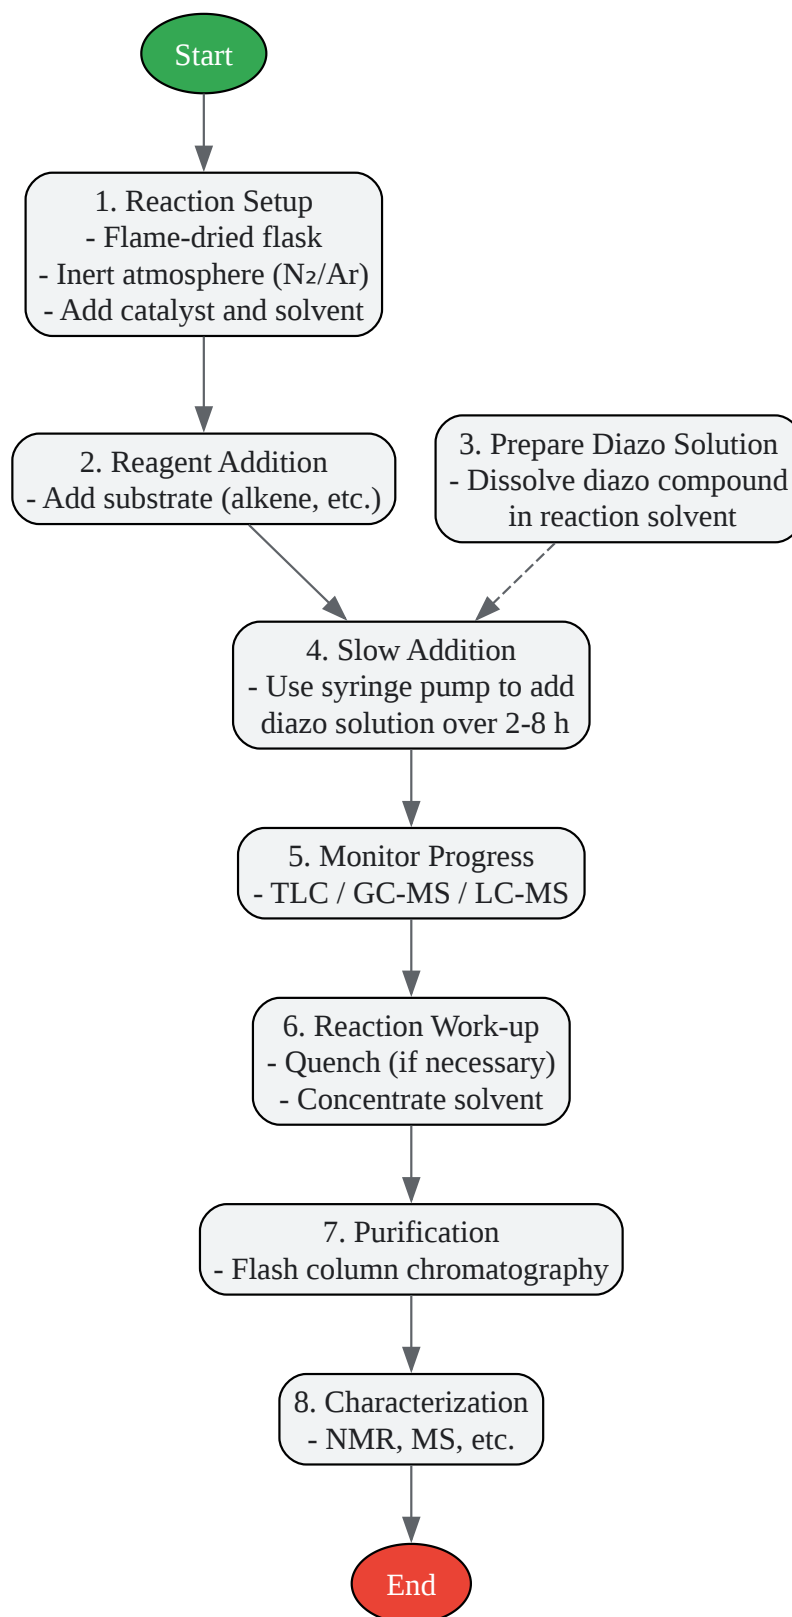 Start
1. Reaction Setup
- Flame-dried flask
- Inert atmosphere (N₂/Ar)
- Add catalyst and solvent
2. Reagent Addition
- Add substrate (alkene, etc.)
3. Prepare Diazo Solution
- Dissolve diazo compound
in reaction solvent
4. Slow Addition
- Use syringe pump to add
diazo solution over 2-8 h
5. Monitor Progress
- TLC / GC-MS / LC-MS
6. Reaction Work-up
- Quench (if necessary)
- Concentrate solvent
7. Purification
- Flash column chromatography
8. Characterization
- NMR, MS, etc.
End